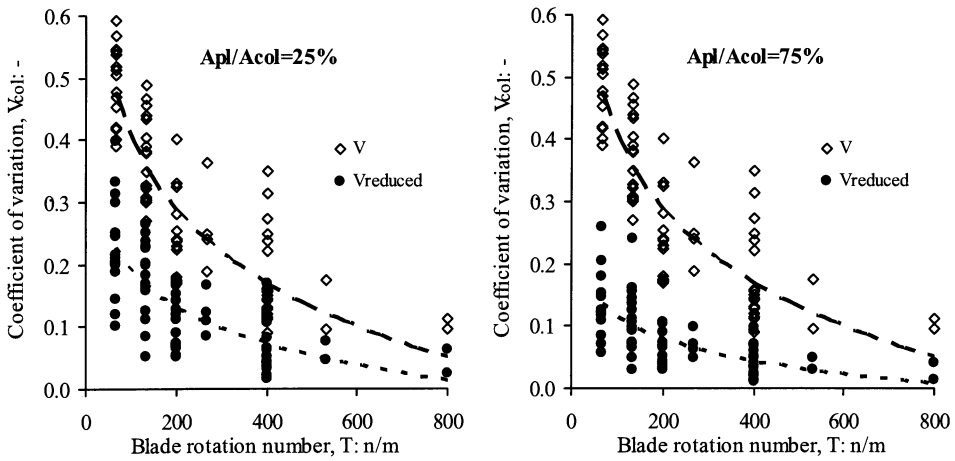 0.6
0.5
0.4
0.3
0.2
0.1
0.0
Coefficient of variation, Vcol: -
Apl/Acol=25%
V
Vreduced
0 200 400 600 800
Blade rotation number, T: n/m
0.6
0.5
0.4
0.3
0.2
0.1
0.0
Coefficient of variation, Vcol: -
Apl/Acol=75%
V
Vreduced
0 200 400 600 800
Blade rotation number, T: n/m